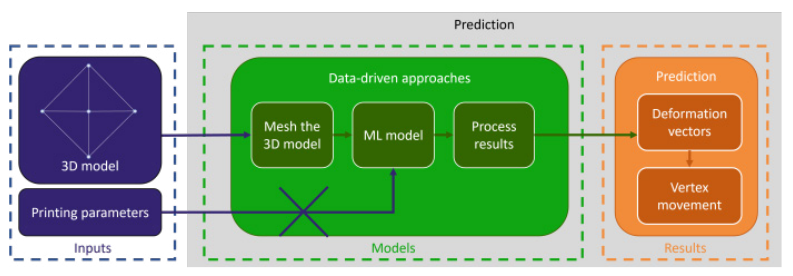 Prediction
3D model
Printing parameters
Inputs
Data-driven approaches
Mesh the
3D model
ML model
Process
results
Models
Prediction
Deformation
vectors
Vertex
movement
Results